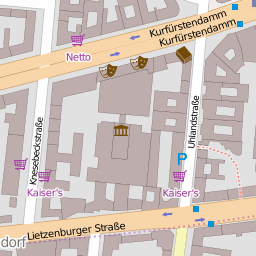 Kurfürstendamm
Kurfürstendamm
Netto
Knesebeckstraße
Uhlandstraße
P
Kaiser's
Kaiser's
Lietzenburger Straße
dorf